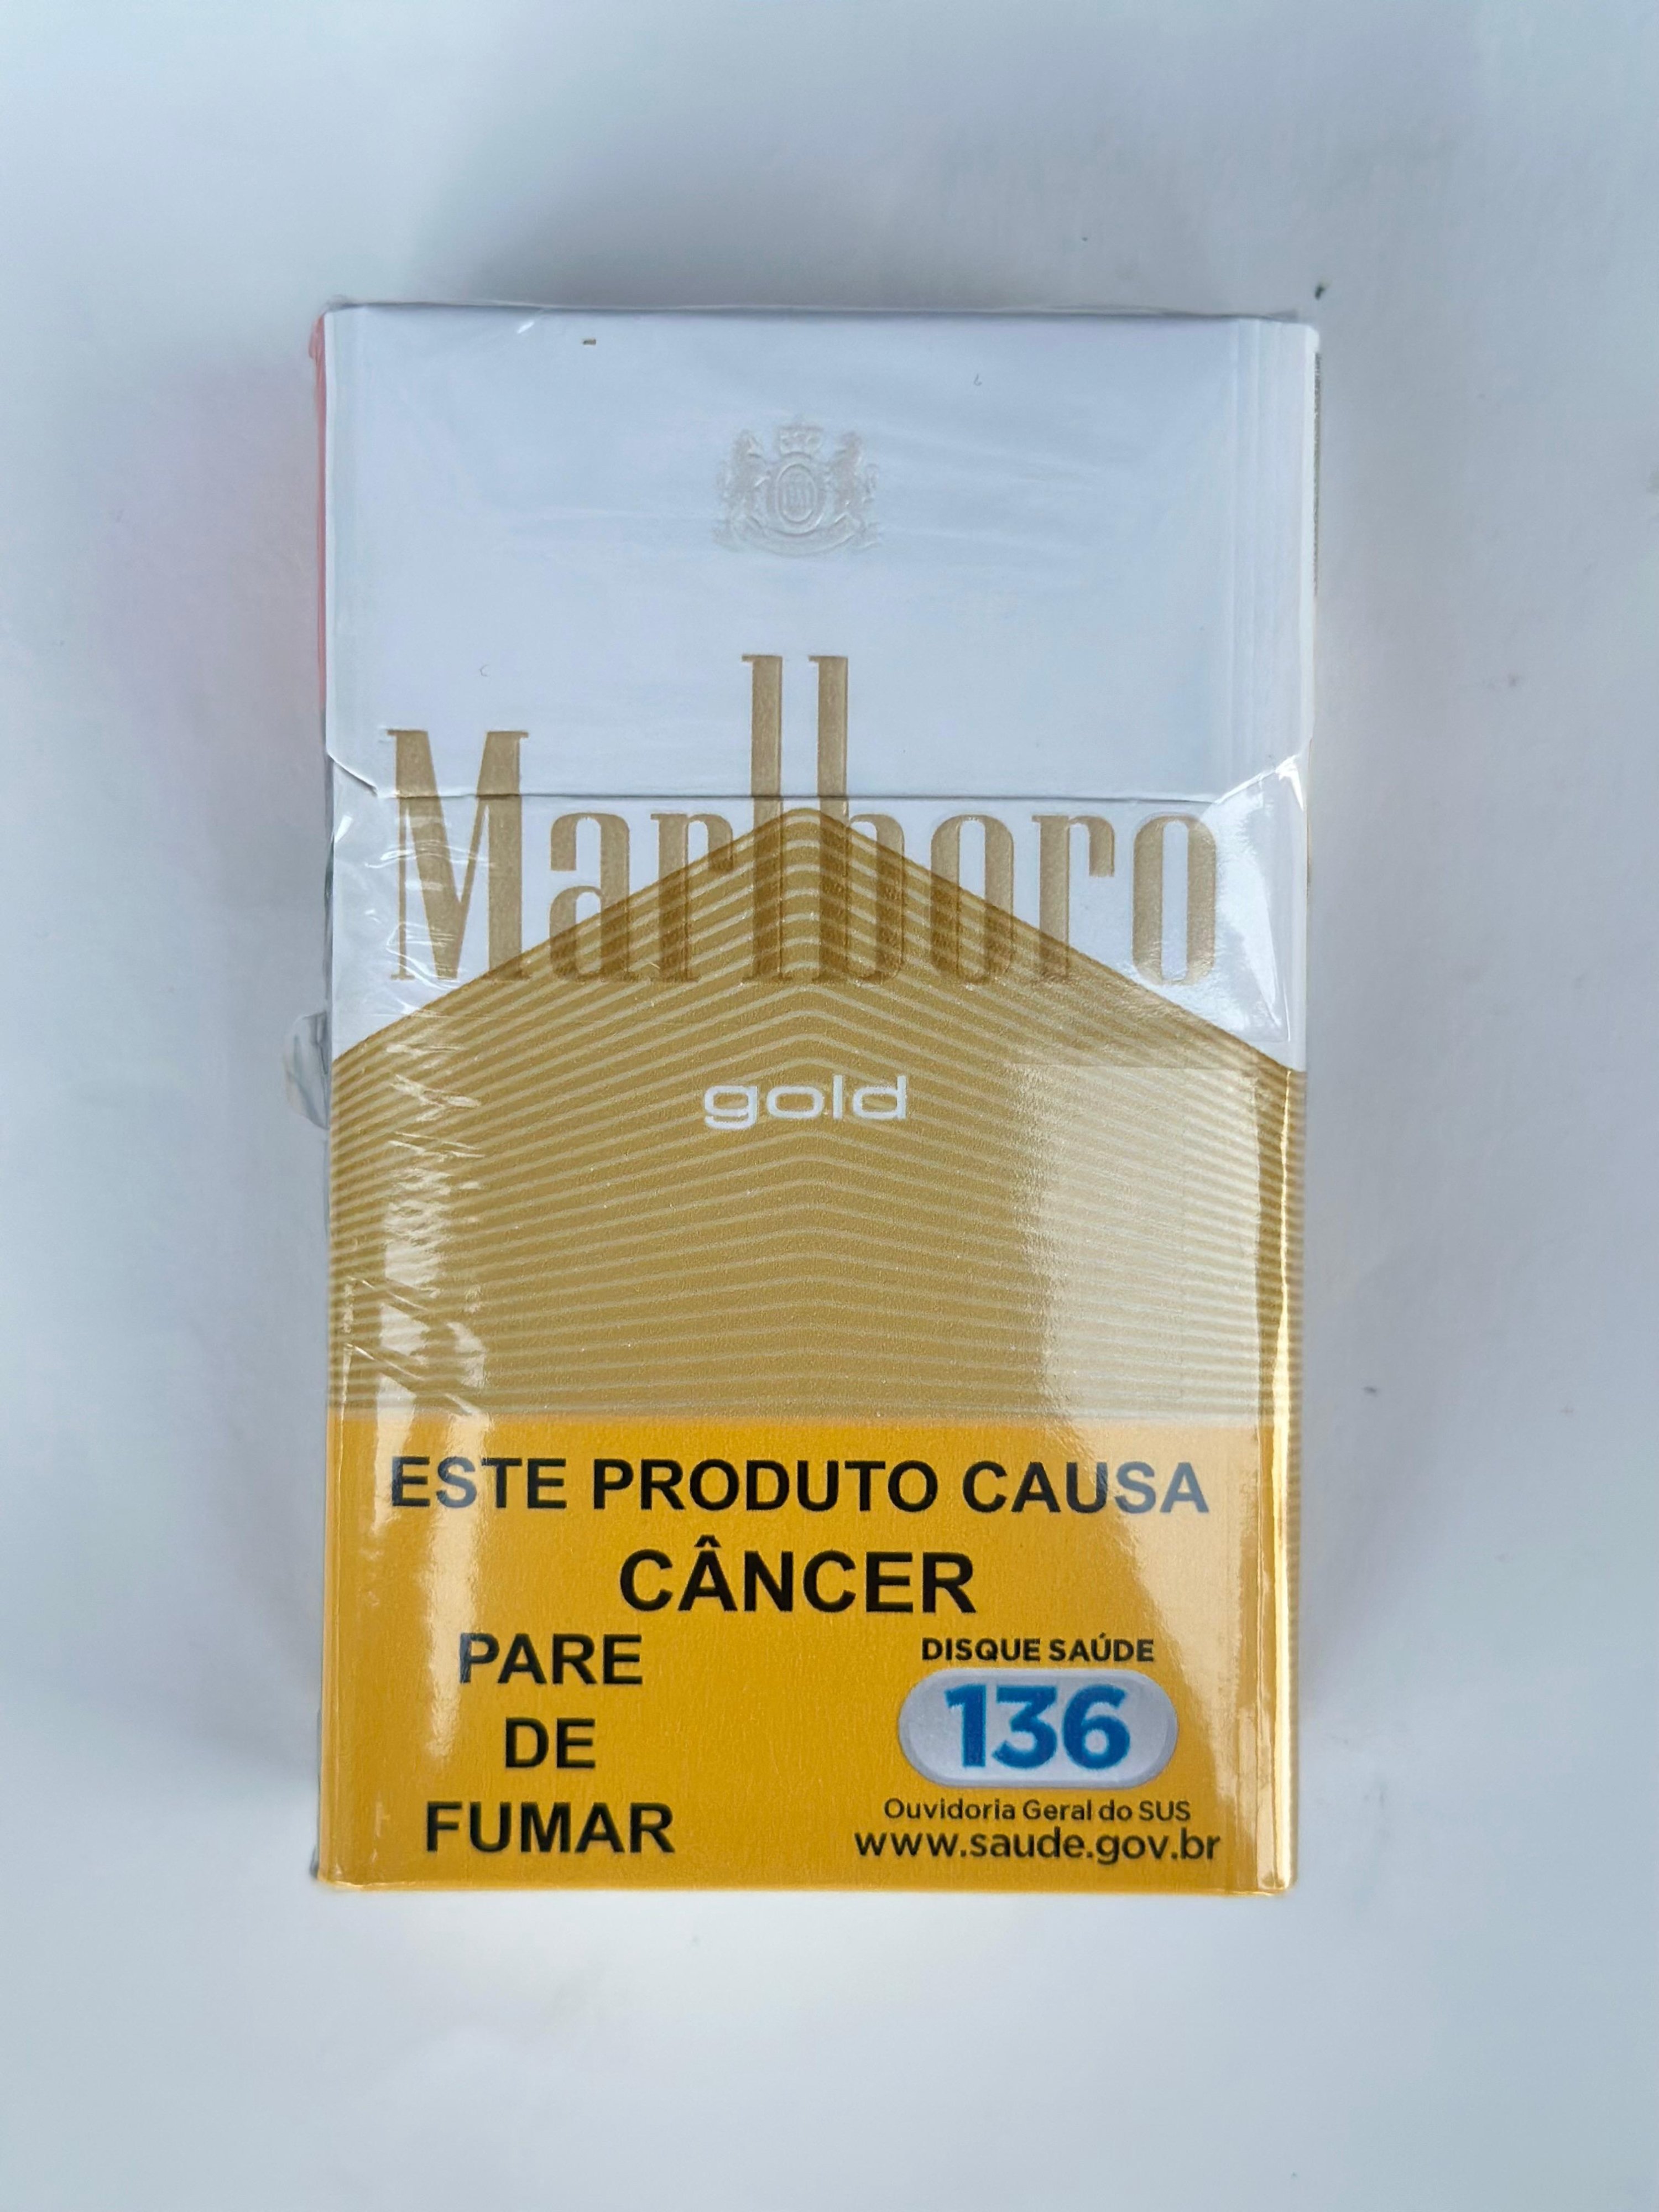 Marlboro
gold
ESTE PRODUTO CAUSA
CÂNCER
PARE
DE
FUMAR
DISQUE SAÚDE
136
Ouvidoria Geral do SUS
www.saude.gov.br